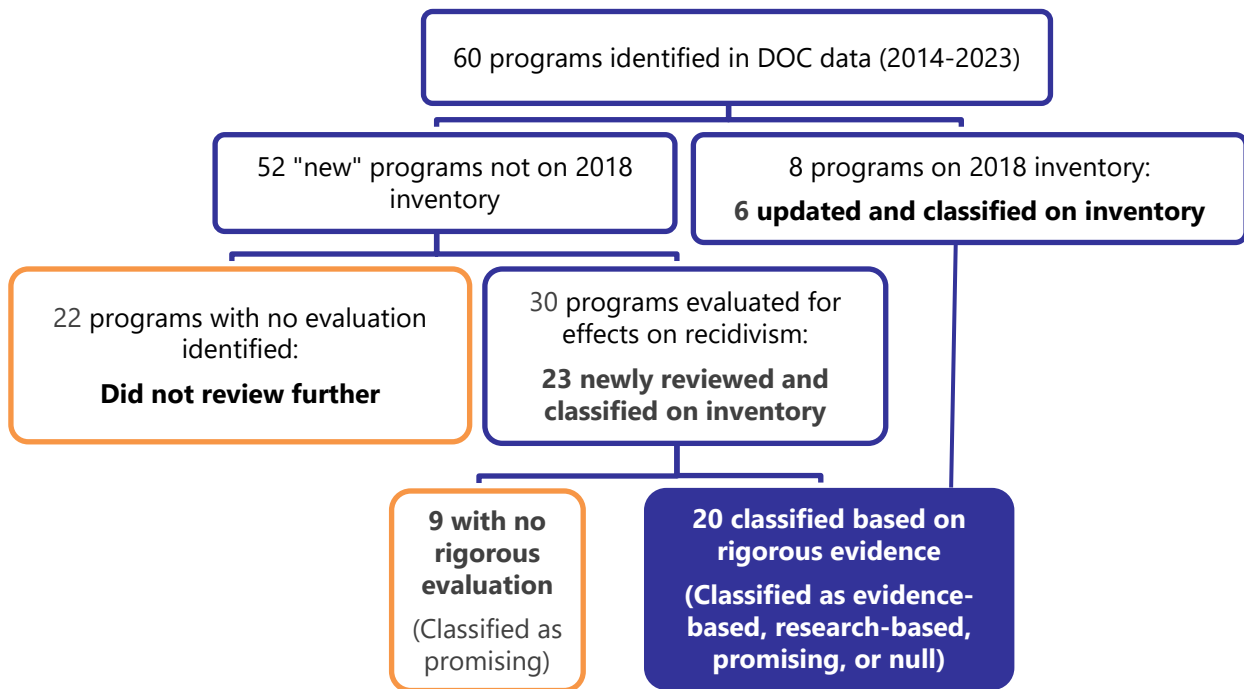 60 programs identified in DOC data (2014-2023)
52 "new" programs not on 2018
inventory
8 programs on 2018 inventory:
6 updated and classified on inventory
22 programs with no evaluation
identified:
Did not review further
30 programs evaluated for
effects on recidivism:
23 newly reviewed and
classified on inventory
9 with no
rigorous
evaluation
(Classified as
promising)
20 classified based on
rigorous evidence
(Classified as evidence-
based, research-based,
promising, or null)